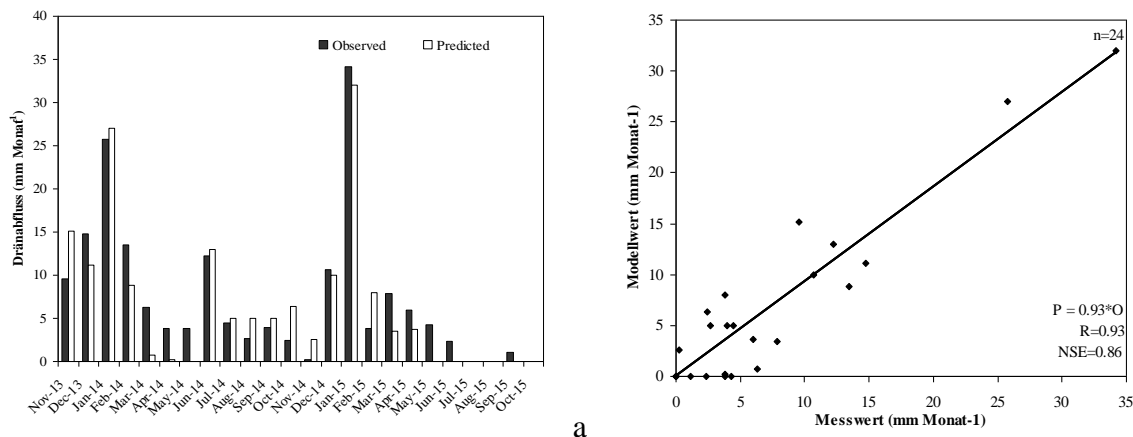 40
35
30
25
20
15
10
5
0
Dränabfluss (mm Monat¹)
Observed Predicted
Nov-13 Dec-13 Jan-14 Feb-14 Mar-14 Apr-14 May-14 Jun-14 Jul-14 Aug-14 Sep-14 Oct-14 Nov-14 Dec-14 Jan-15 Feb-15 Mar-15 Apr-15 May-15 Jun-15 Jul-15 Aug-15 Sep-15 Oct-15
a
35
30
25
20
15
10
5
0
Modellwert (mm Monat-1)
n=24
P = 0.93*O
R=0.93
NSE=0.86
0 5 10 15 20 25 30 35
Messwert (mm Monat-1)